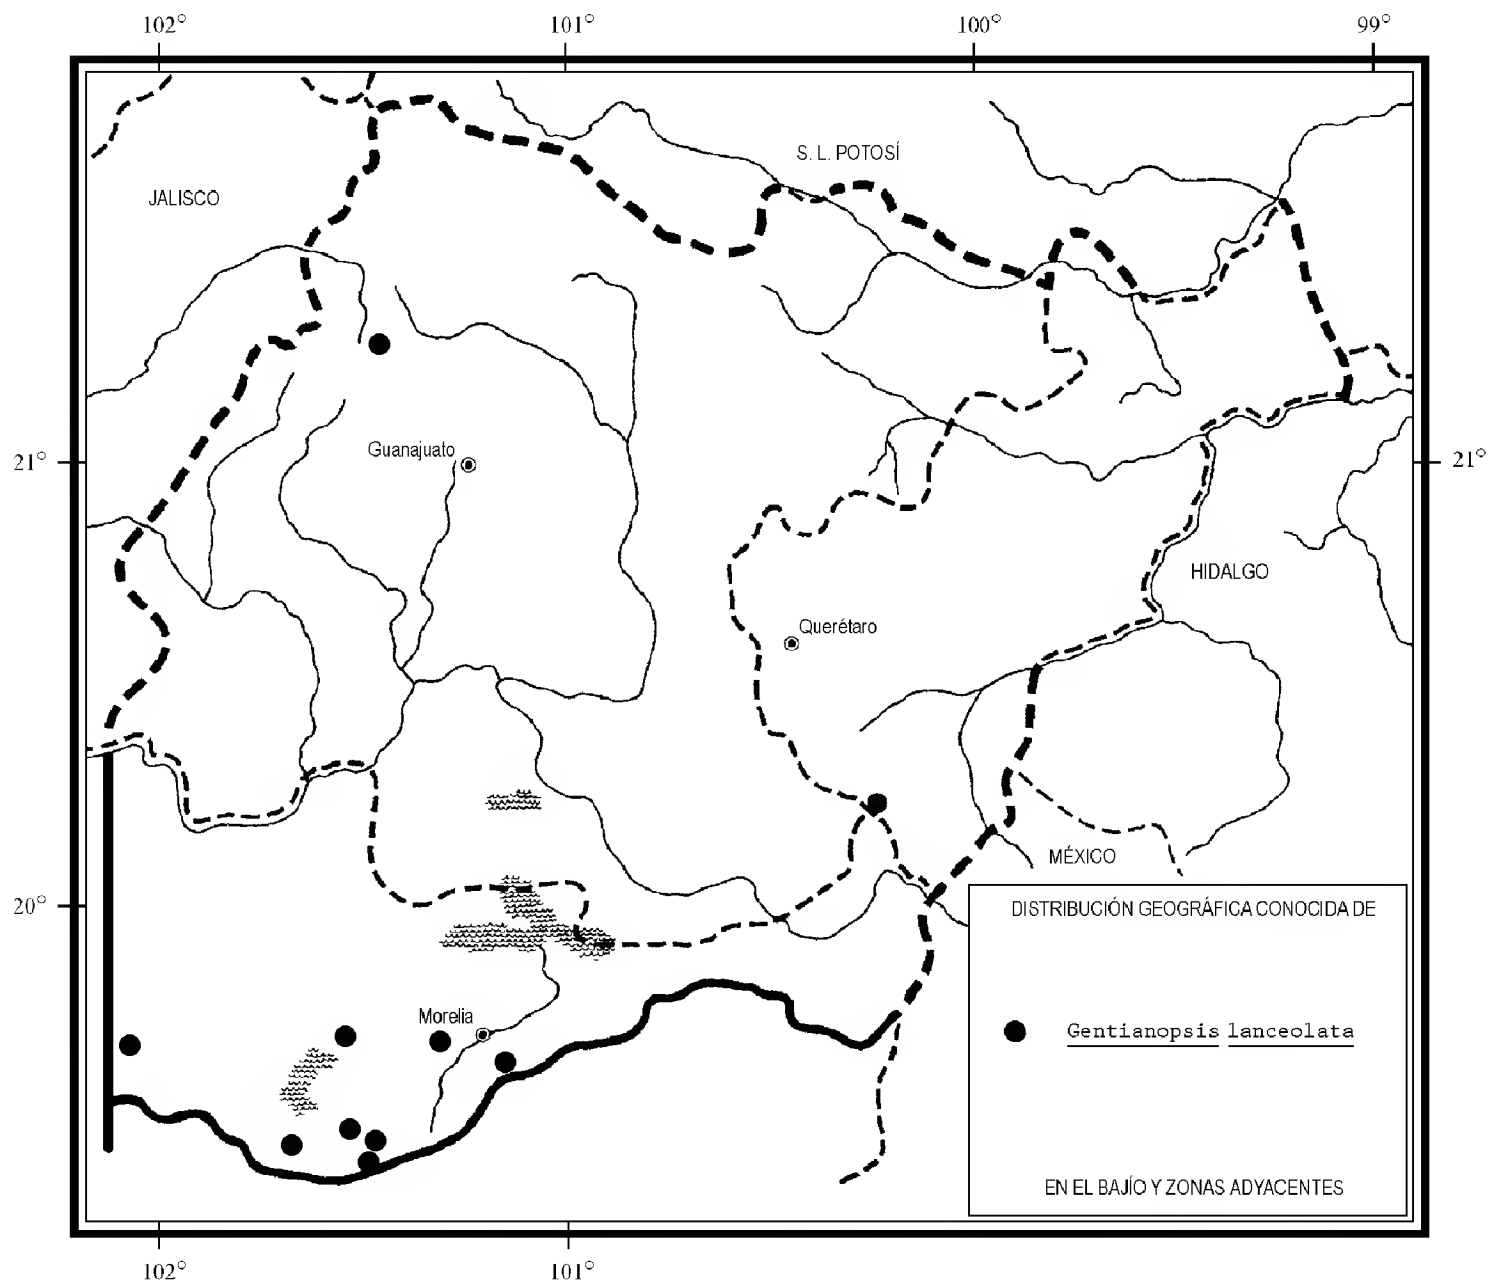 102° 101° 100° 99°
S. L. POTOSÍ
JALISCO
Guanajuato
21° 21°
HIDALGO
Querétaro
MÉXICO
20°
DISTRIBUCIÓN GEOGRÁFICA CONOCIDA DE
Morelia
Gentianopsis lanceolata
EN EL BAJÍO Y ZONAS ADYACENTES
102° 101°